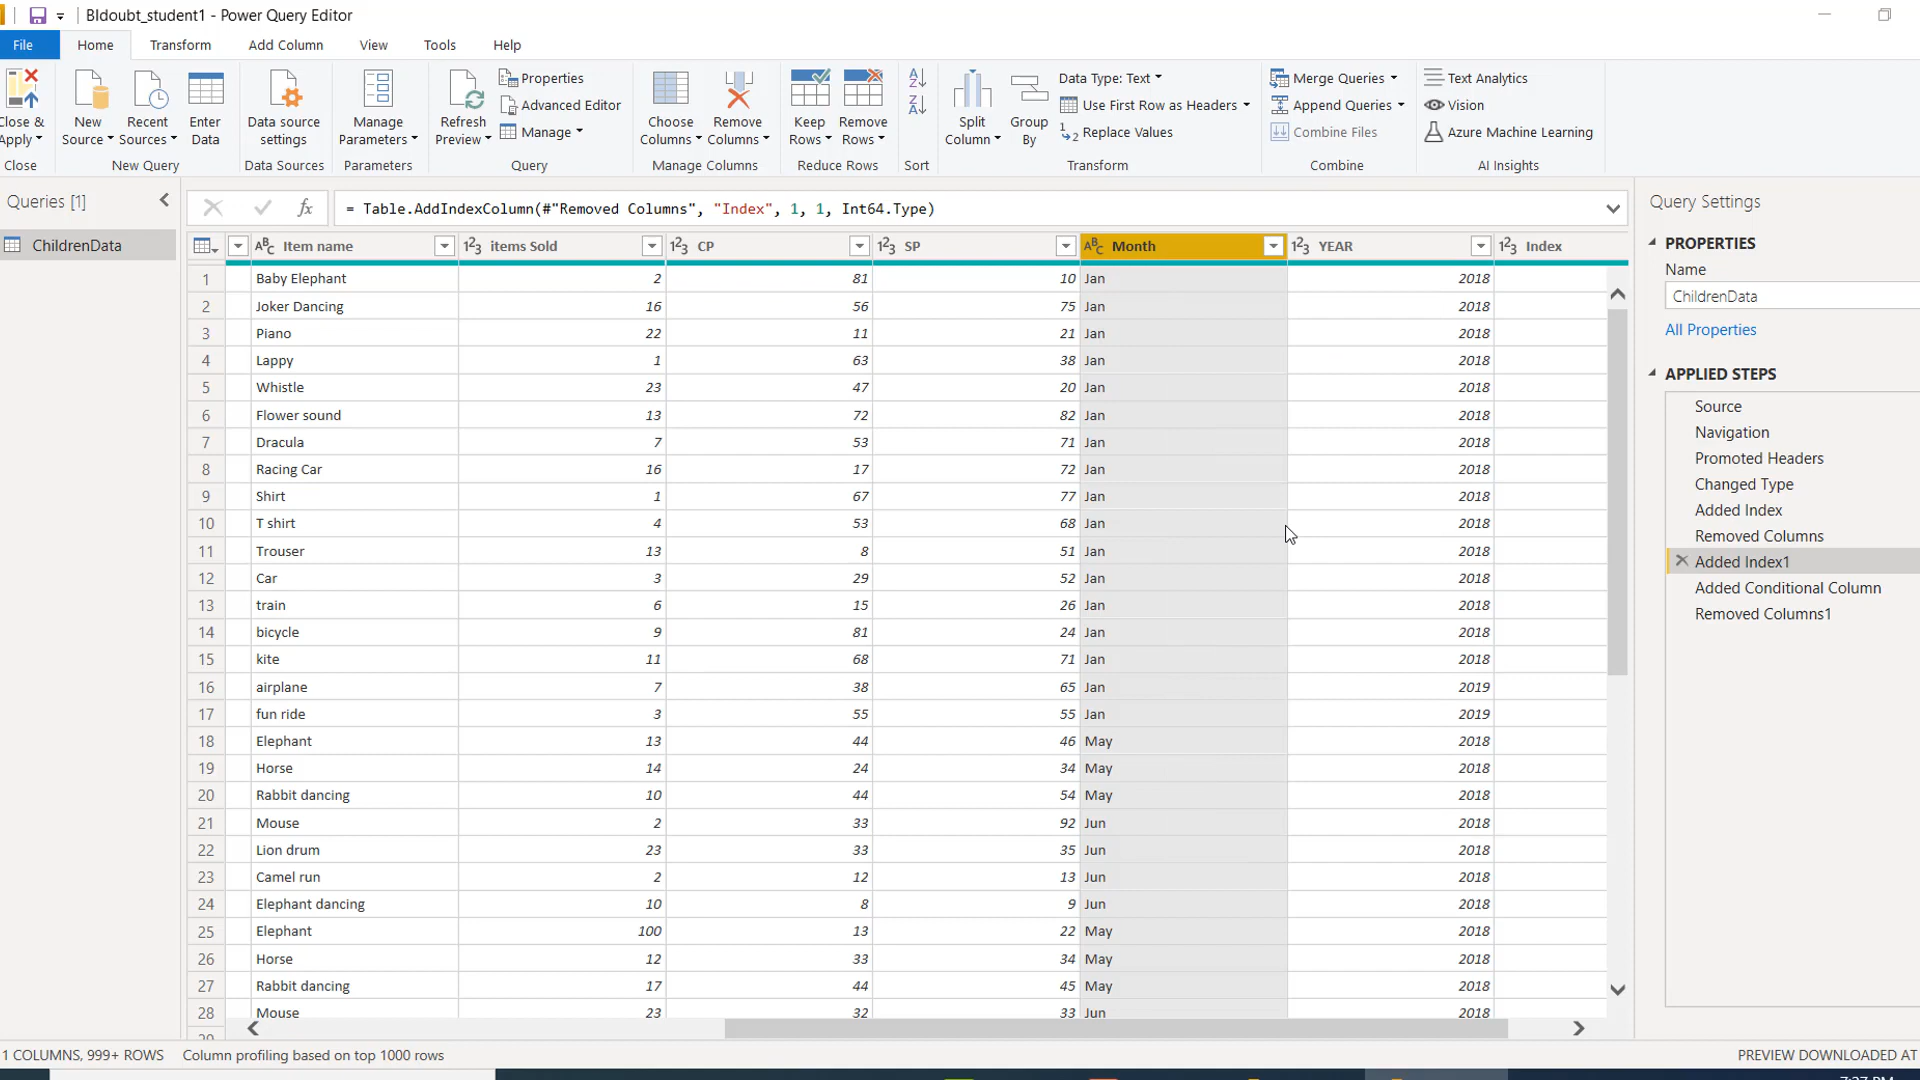 BIdoubt_student1 - Power Query Editor
File Home Transform Add Column View Tools Help
Close & Apply
New Source
Recent Sources
Enter Data
Data source settings
Manage Parameters
Refresh Preview
Properties
Advanced Editor
Manage
Choose Columns
Remove Columns
Keep Rows
Remove Rows
Split Column
Group By
Data Type: Text
Use First Row as Headers
Replace Values
Merge Queries
Append Queries
Combine Files
Text Analytics
Vision
Azure Machine Learning
Close New Query Data Sources Parameters Query Manage Columns Reduce Rows Sort Transform Combine AI Insights
Queries [1]
ChildrenData
= Table.AddIndexColumn(#"Removed Columns", "Index", 1, 1, Int64.Type)
Item name items Sold CP SP Month YEAR Index
1 Baby Elephant 2 81 10 Jan 2018
2 Joker Dancing 16 56 75 Jan 2018
3 Piano 22 11 21 Jan 2018
4 Lappy 1 63 38 Jan 2018
5 Whistle 23 47 20 Jan 2018
6 Flower sound 13 72 82 Jan 2018
7 Dracula 7 53 71 Jan 2018
8 Racing Car 16 17 72 Jan 2018
9 Shirt 1 67 77 Jan 2018
10 T shirt 4 53 68 Jan 2018
11 Trouser 13 8 51 Jan 2018
12 Car 3 29 52 Jan 2018
13 train 6 15 26 Jan 2018
14 bicycle 9 81 24 Jan 2018
15 kite 11 68 71 Jan 2018
16 airplane 7 38 65 Jan 2019
17 fun ride 3 55 55 Jan 2019
18 Elephant 13 44 46 May 2018
19 Horse 14 24 34 May 2018
20 Rabbit dancing 10 44 54 May 2018
21 Mouse 2 33 92 Jun 2018
22 Lion drum 23 33 35 Jun 2018
23 Camel run 2 12 13 Jun 2018
24 Elephant dancing 10 8 9 Jun 2018
25 Elephant 100 13 22 May 2018
26 Horse 12 33 34 May 2018
27 Rabbit dancing 17 44 45 May 2018
28 Mouse 23 32 33 Jun 2018
Query Settings
PROPERTIES
Name
ChildrenData
All Properties
APPLIED STEPS
Source
Navigation
Promoted Headers
Changed Type
Added Index
Removed Columns
Added Index1
Added Conditional Column
Removed Columns1
1 COLUMNS, 999+ ROWS Column profiling based on top 1000 rows PREVIEW DOWNLOADED AT